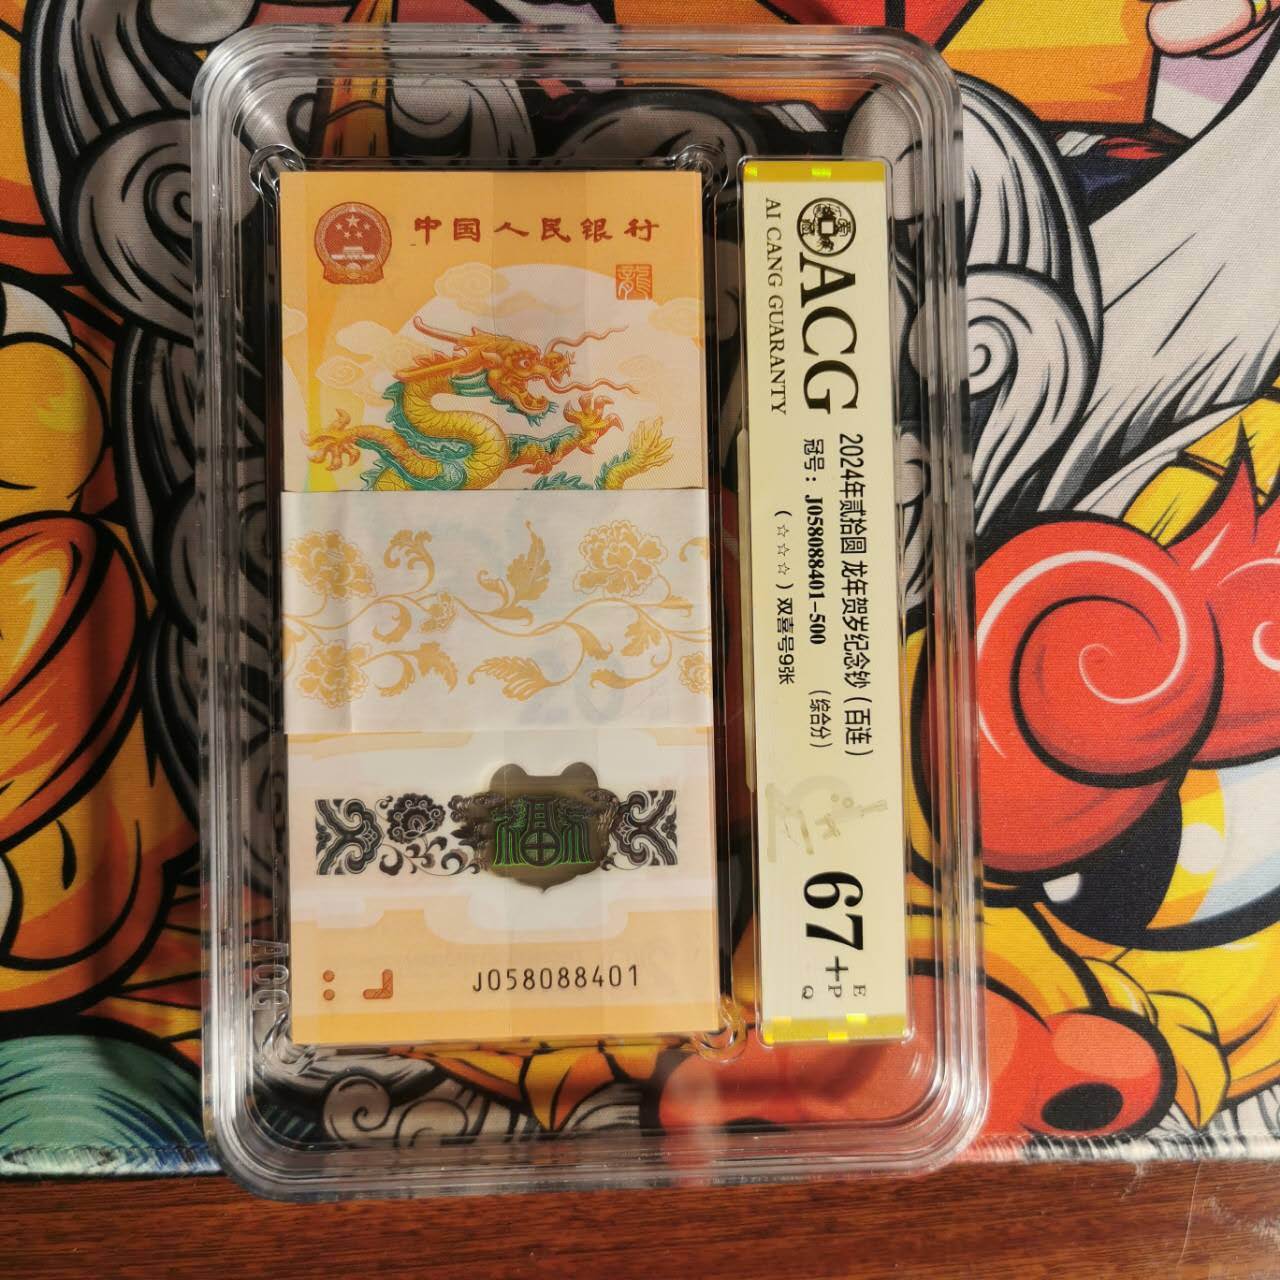 中国人民银行
龍
福
J058088401
爱藏
ACG
AI CANG GUARANTY
2024年贰拾圆 龙年贺岁纪念钞（百连）
冠号：J058088401-500
（综合分）
（☆☆☆）双喜号9张
67+
E
P
Q
ACG